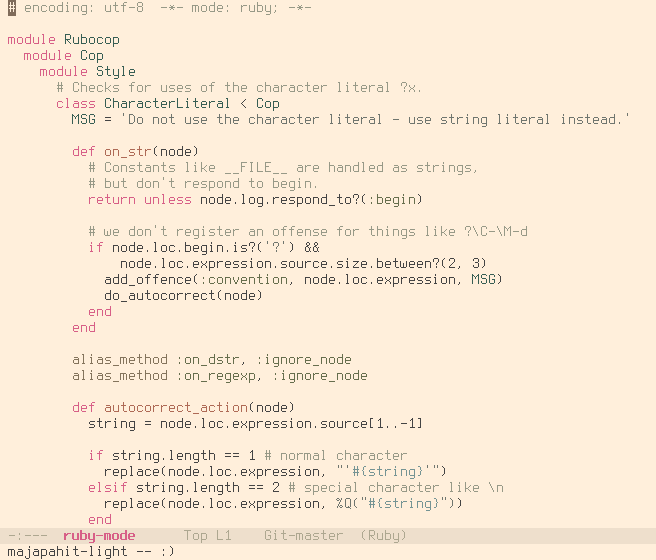 # encoding: utf-8  -*- mode: ruby; -*-

module Rubocop
  module Cop
    module Style
      # Checks for uses of the character literal ?x.
      class CharacterLiteral < Cop
        MSG = 'Do not use the character literal - use string literal instead.'

        def on_str(node)
          # Constants like __FILE__ are handled as strings,
          # but don't respond to begin.
          return unless node.log.respond_to?(:begin)

          # we don't register an offense for things like ?\C-\M-d
          if node.loc.begin.is?('?') &&
              node.loc.expression.source.size.between?(2, 3)
            add_offence(:convention, node.loc.expression, MSG)
            do_autocorrect(node)
          end
        end

        alias_method :on_dstr, :ignore_node
        alias_method :on_regexp, :ignore_node

        def autocorrect_action(node)
          string = node.loc.expression.source[1..-1]

          if string.length == 1 # normal character
            replace(node.loc.expression, "'#{string}'")
          elsif string.length == 2 # special character like \n
            replace(node.loc.expression, %Q("#{string}"))
          end
-:---  ruby-mode      Top L1    Git-master  (Ruby)
majapahit-light -- :)